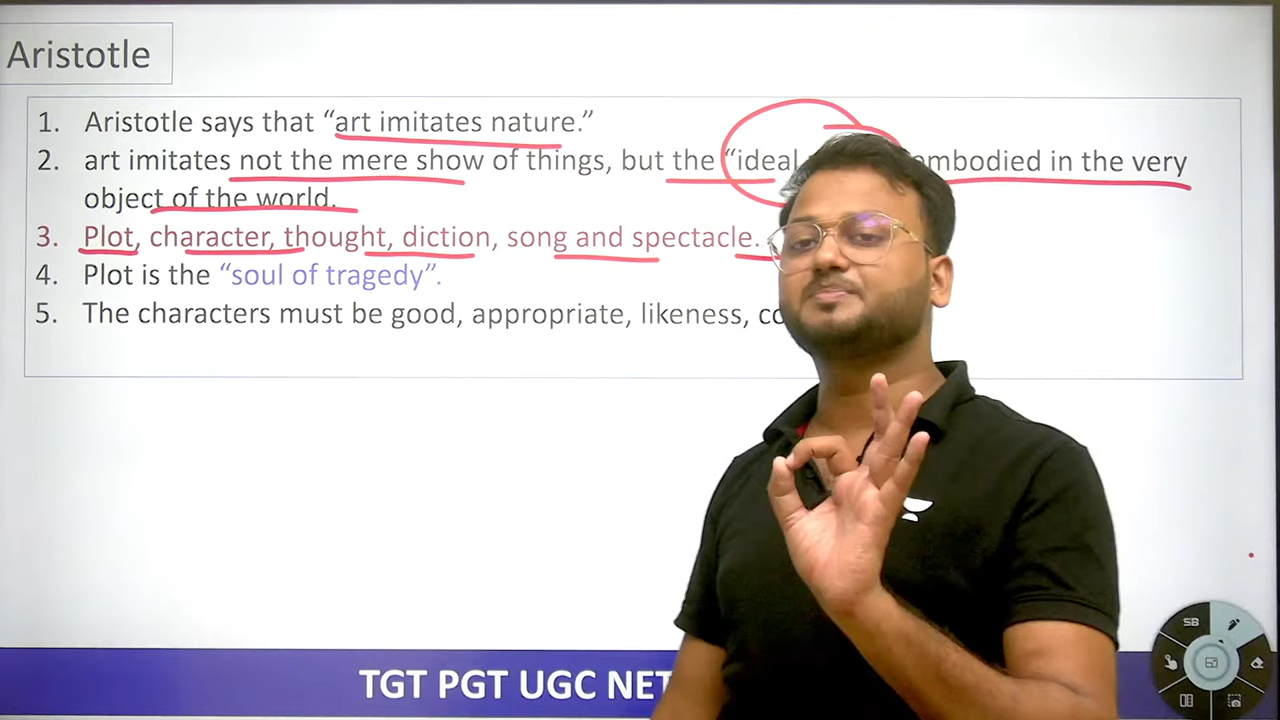 Aristotle
1. Aristotle says that “art imitates nature.”
2. art imitates not the mere show of things, but the “ideal embodied in the very
object of the world.
3. Plot, character, thought, diction, song and spectacle.
4. Plot is the “soul of tragedy”.
5. The characters must be good, appropriate, likeness,
TGT PGT UGC NET
SB